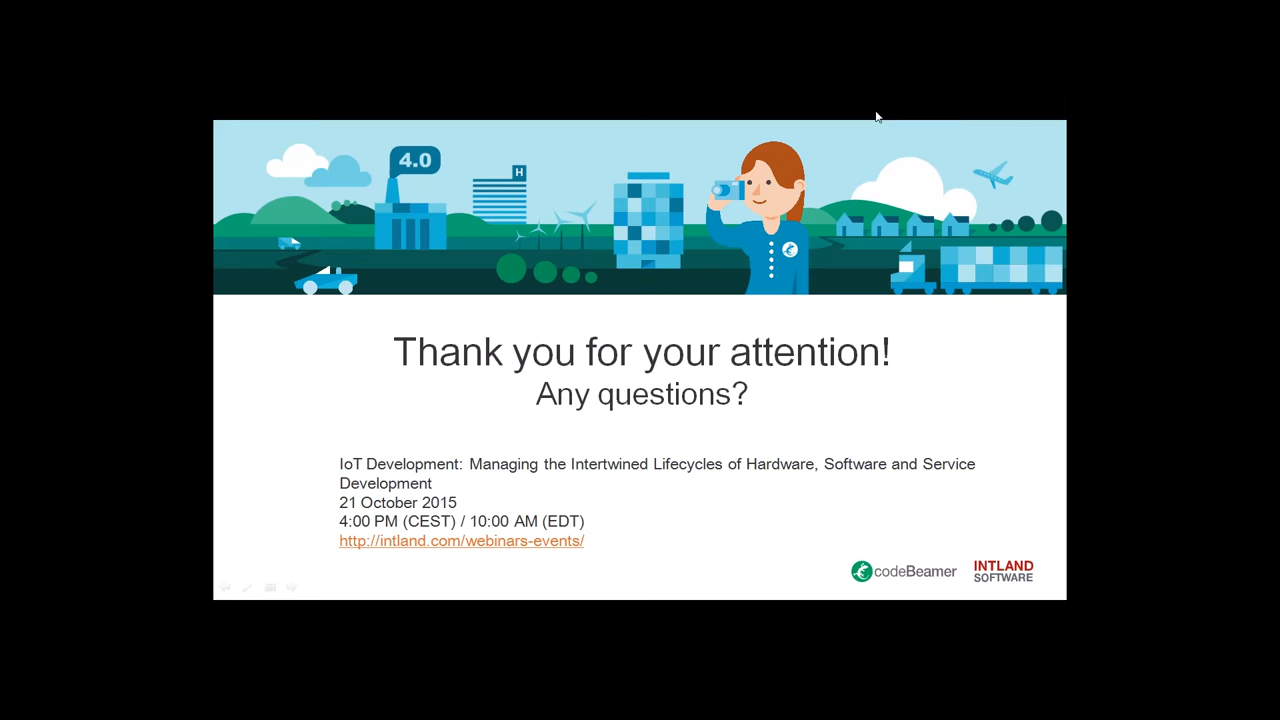 4.0
H
Thank you for your attention!
Any questions?
IoT Development: Managing the Intertwined Lifecycles of Hardware, Software and Service
Development
21 October 2015
4:00 PM (CEST) / 10:00 AM (EDT)
http://intland.com/webinars-events/
codeBeamer
INTLAND
SOFTWARE